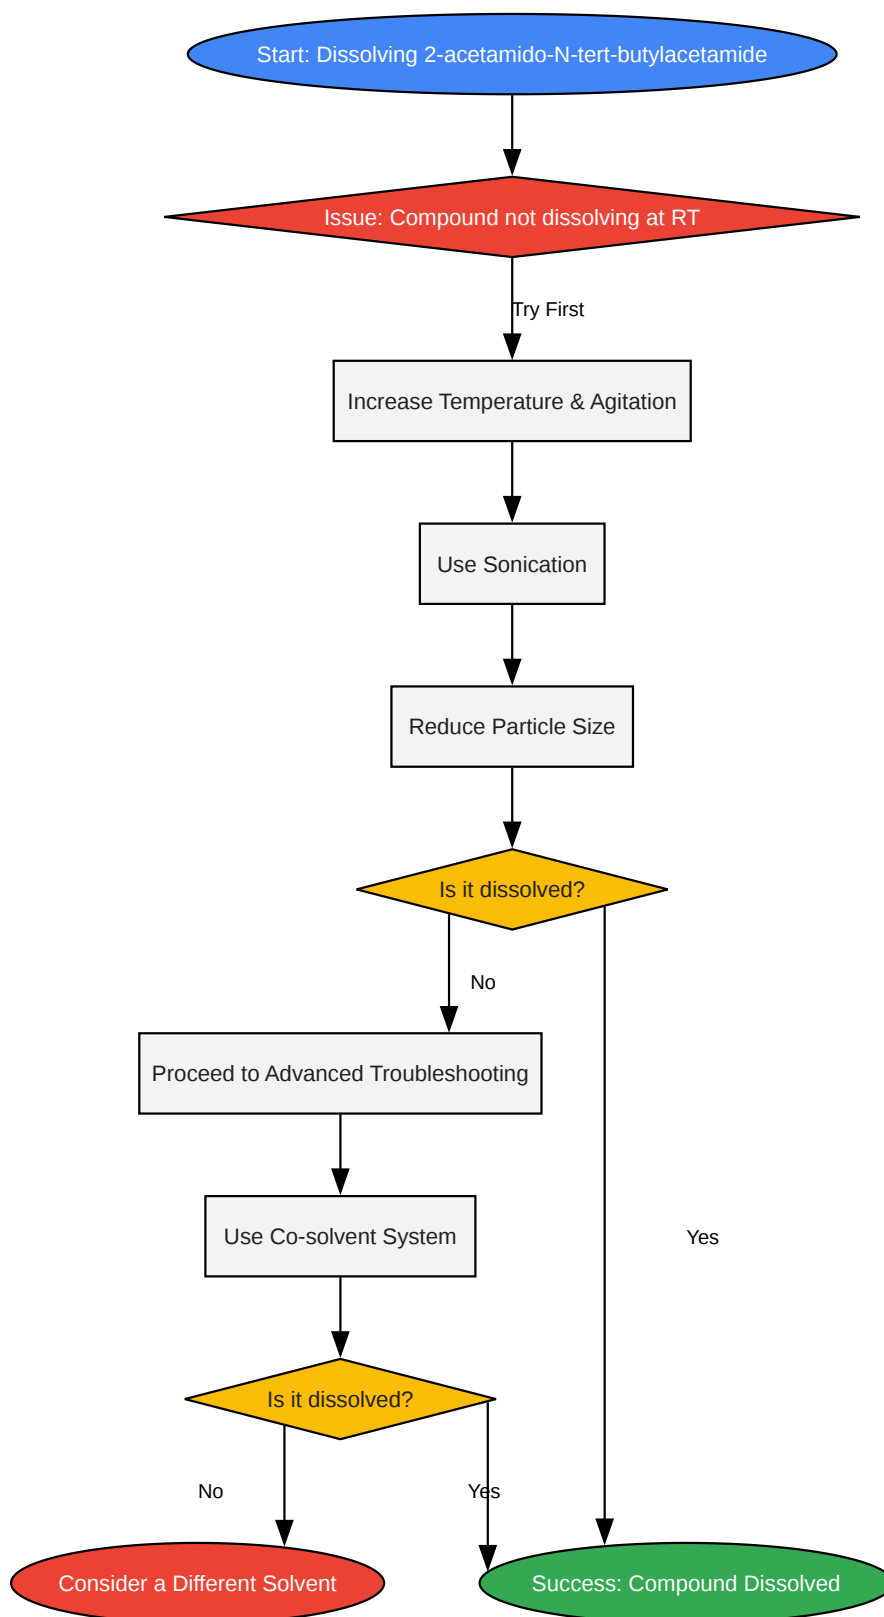 Start: Dissolving 2-acetamido-N-tert-butylacetamide
Issue: Compound not dissolving at RT
Try First
Increase Temperature & Agitation
Use Sonication
Reduce Particle Size
Is it dissolved?
No
Proceed to Advanced Troubleshooting
Use Co-solvent System
Yes
Is it dissolved?
No
Yes
Consider a Different Solvent
Success: Compound Dissolved